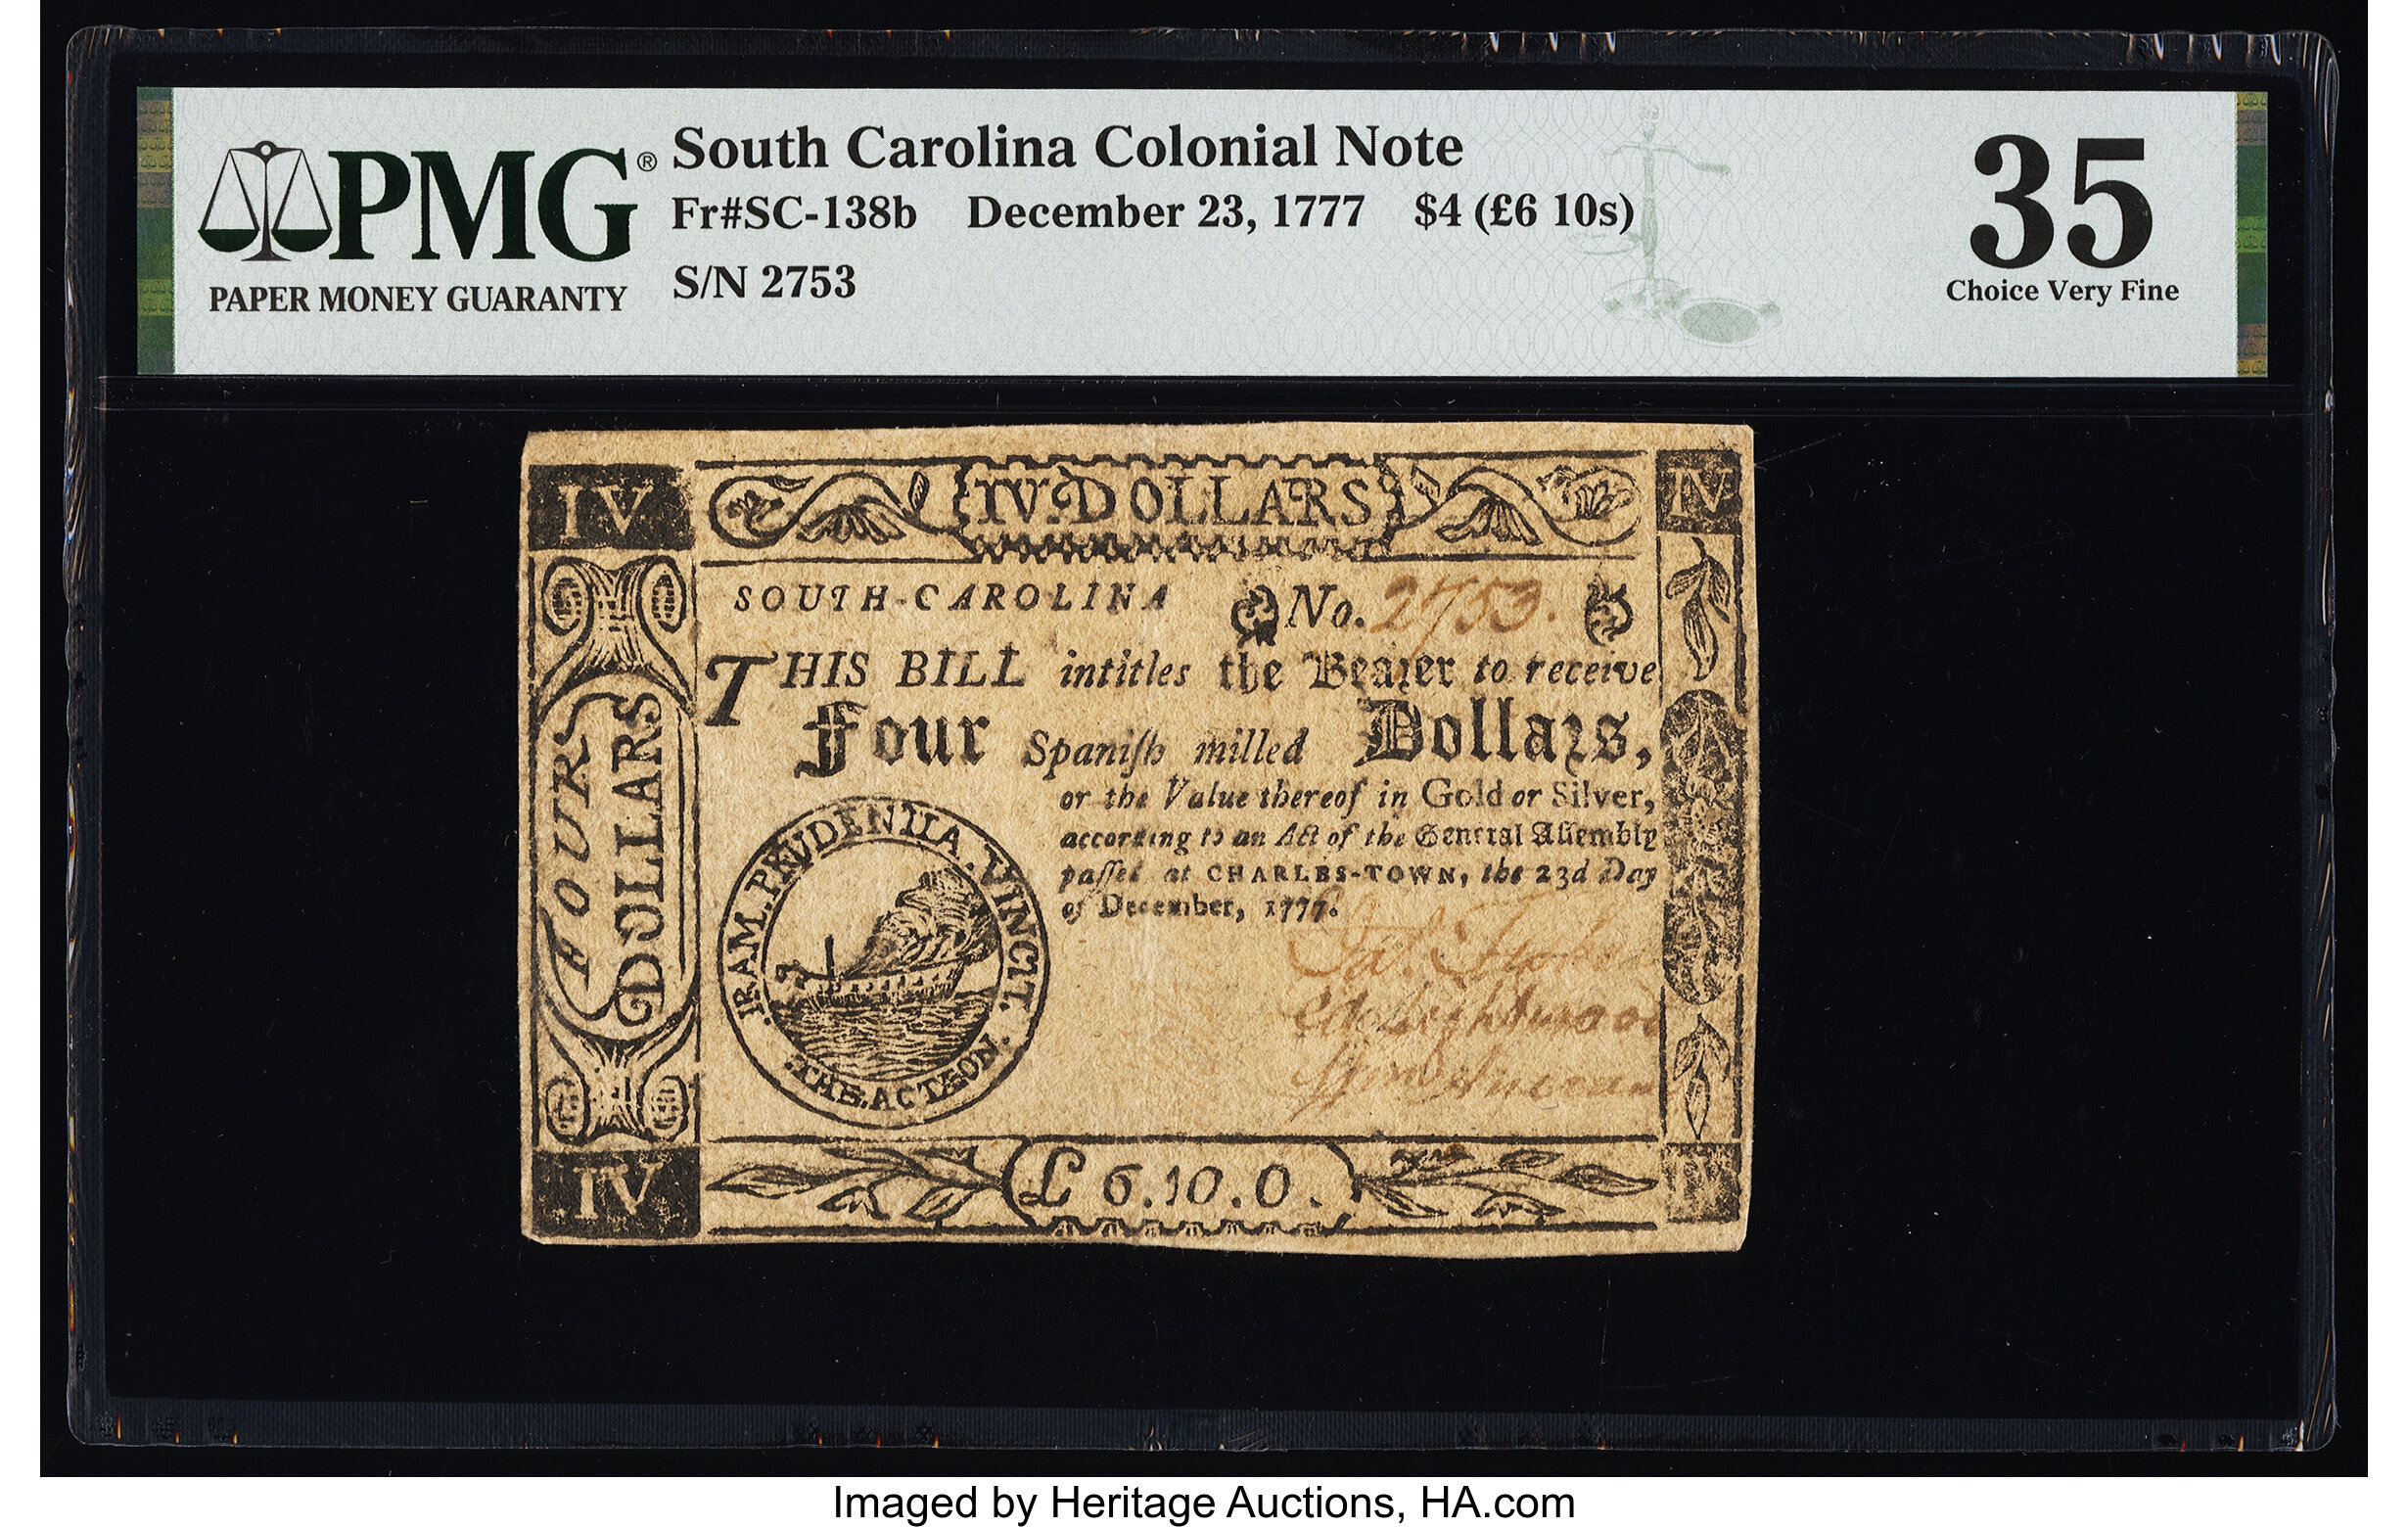 PMG®
PAPER MONEY GUARANTY
South Carolina Colonial Note
Fr#SC-138b December 23, 1777 $4 (£6 10s)
S/N 2753
35
Choice Very Fine
IV
IV. DOLLARS
IV
SOUTH-CAROLINA No. 2753.
THIS BILL intitles the Bearer to receive
Four Spaniſh milled Dollars,
or the Value thereof in Gold or Silver,
according to an Act of the General Aſſembly
paſſed at CHARLES-TOWN, the 23d Day
of December, 1777.
FOUR
DOLLARS
IRAM. PRUDENTIA. VINCIT.
THE. ACTÆON.
Edw Lightwood
IV
£ 6.10.0.
IV
Imaged by Heritage Auctions, HA.com